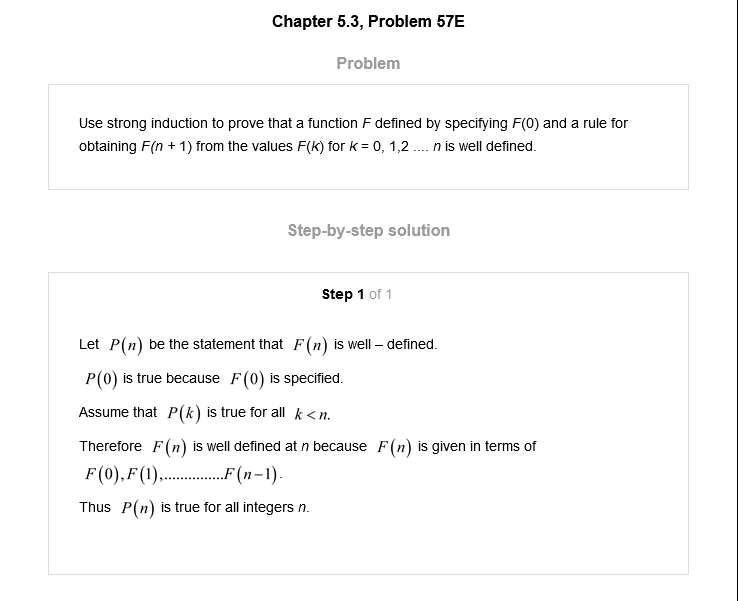 Chapter 5.3, Problem 57E
Problem
Use strong induction to prove that a function F defined by specifying F(0) and a rule for
obtaining F(n + 1) from the values F(k) for k = 0, 1,2 .... n is well defined.
Step-by-step solution
Step 1 of 1
Let P(n) be the statement that F(n) is well – defined.
P(0) is true because F(0) is specified.
Assume that P(k) is true for all k < n.
Therefore F(n) is well defined at n because F(n) is given in terms of
F(0), F(1),...............F(n−1).
Thus P(n) is true for all integers n.